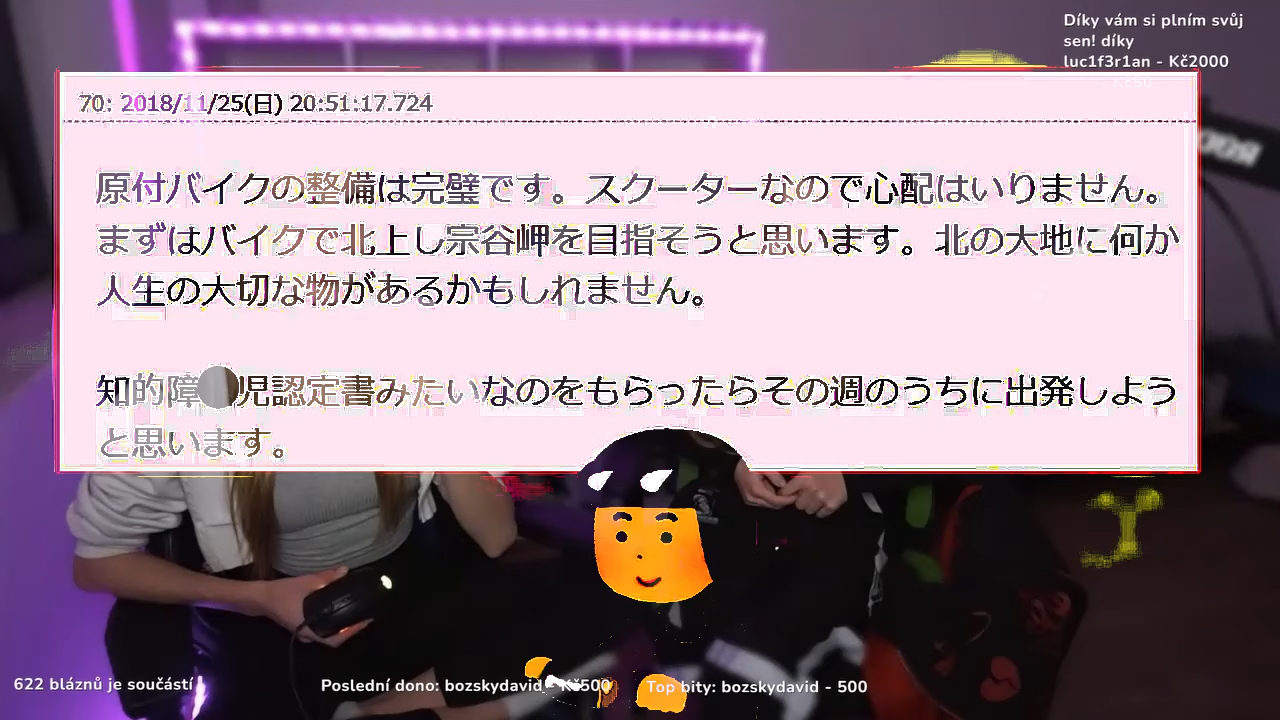 Díky vám si plním svůj
sen! díky
luc1f3r1an - Kč2000
70: 2018/11/25(日) 20:51:17.724
原付バイクの整備は完璧です。スクーターなので心配はいりません。
まずはバイクで北上し宗谷岬を目指そうと思います。北の大地に何か
人生の大切な物があるかもしれません。
知的障 児認定書みたいなのをもらったらその週のうちに出発しよう
と思います。
622 bláznů je součástí
Poslední dono: bozskydavid - Kč500
Top bity: bozskydavid - 500